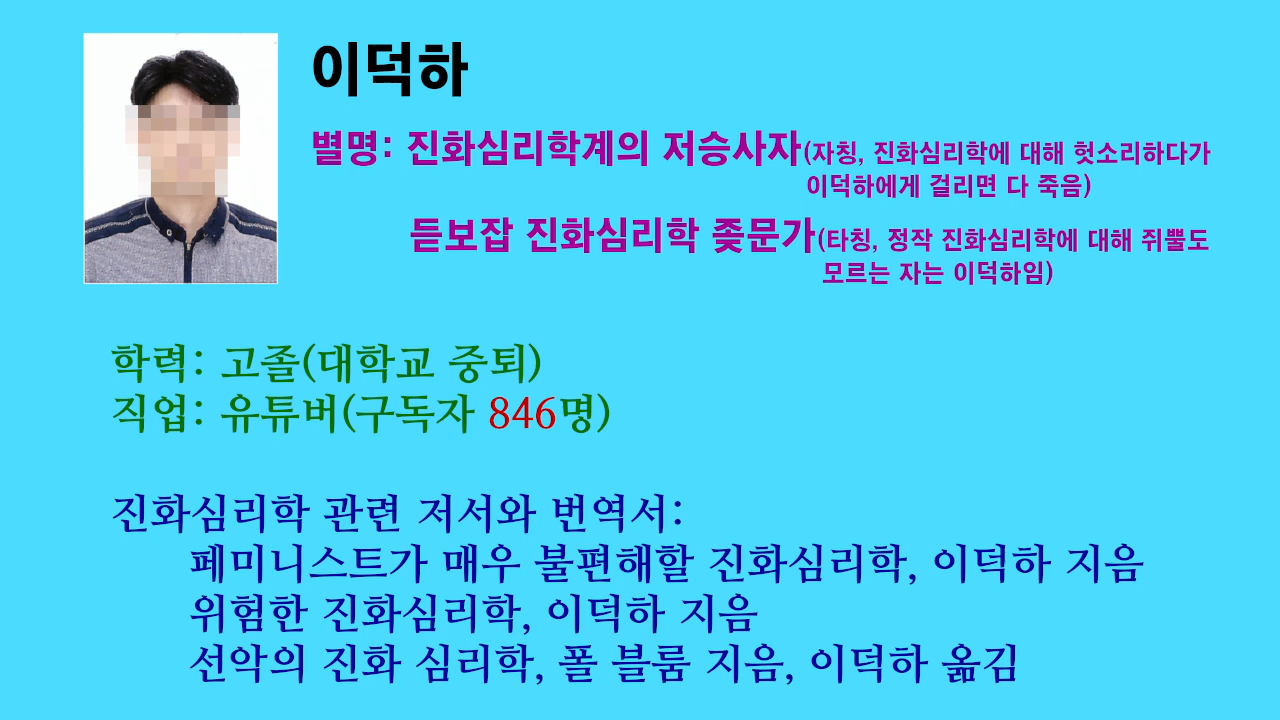 이덕하
별명: 진화심리학계의 저승사자(자칭, 진화심리학에 대해 헛소리하다가
이덕하에게 걸리면 다 죽음)
듣보잡 진화심리학 좆문가(타칭, 정작 진화심리학에 대해 쥐뿔도
모르는 자는 이덕하임)
학력: 고졸(대학교 중퇴)
직업: 유튜버(구독자 846명)
진화심리학 관련 저서와 번역서:
페미니스트가 매우 불편해할 진화심리학, 이덕하 지음
위험한 진화심리학, 이덕하 지음
선악의 진화 심리학, 폴 블룸 지음, 이덕하 옮김